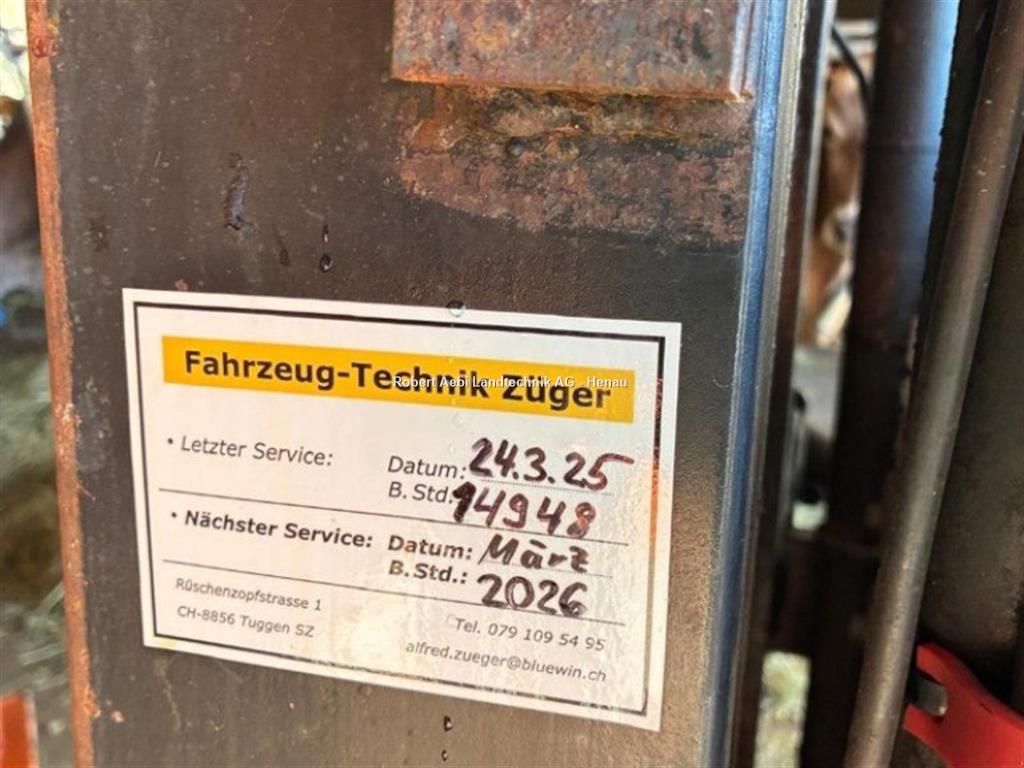 Fahrzeug-Technik Züger
Robert Aebi Landtechnik AG - Henau
• Letzter Service: Datum: 24.3.25
B. Std. 14948
• Nächster Service: Datum: März
B.Std.: 2026
Rüschenzopfstrasse 1
CH-8856 Tuggen SZ
Tel. 079 109 54 95
alfred.zueger@bluewin.ch